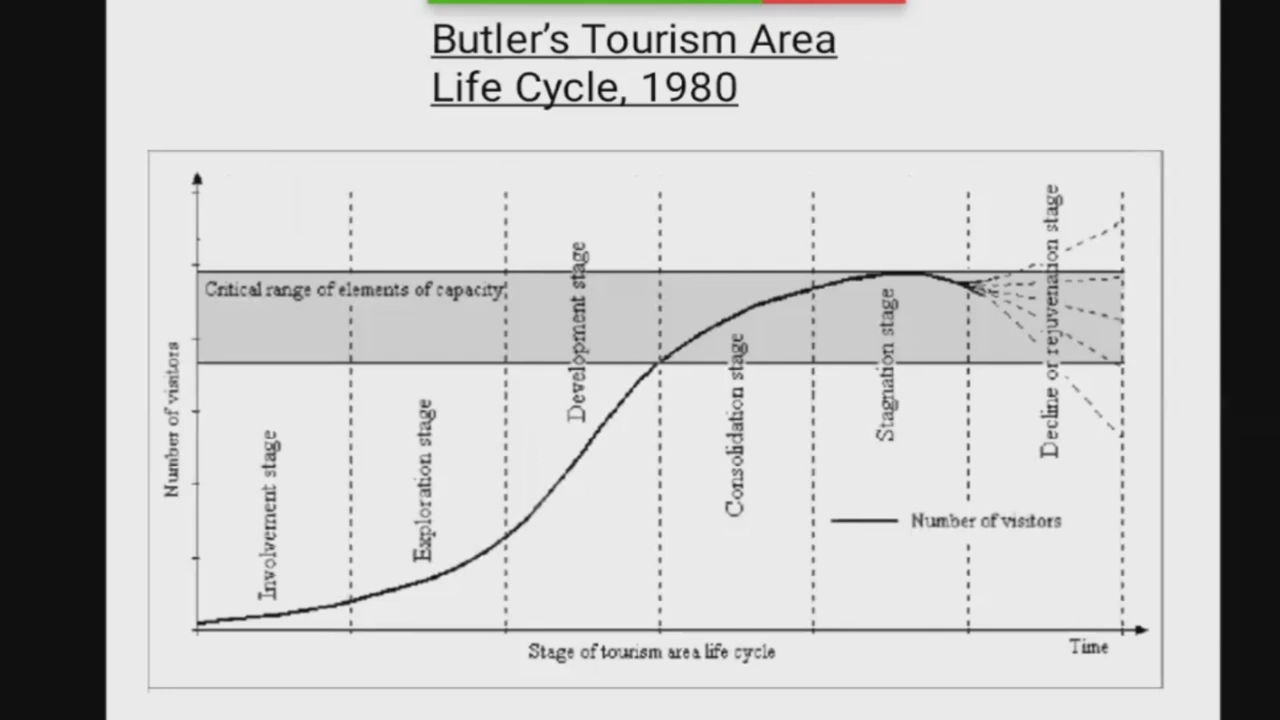 Butler’s Tourism Area
Life Cycle, 1980
Critical range of elements of capacity
Number of visitors
Involvement stage
Exploration stage
Development stage
Consolidation stage
Stagnation stage
Decline or rejuvenation stage
Number of visitors
Stage of tourism area life cycle
Time